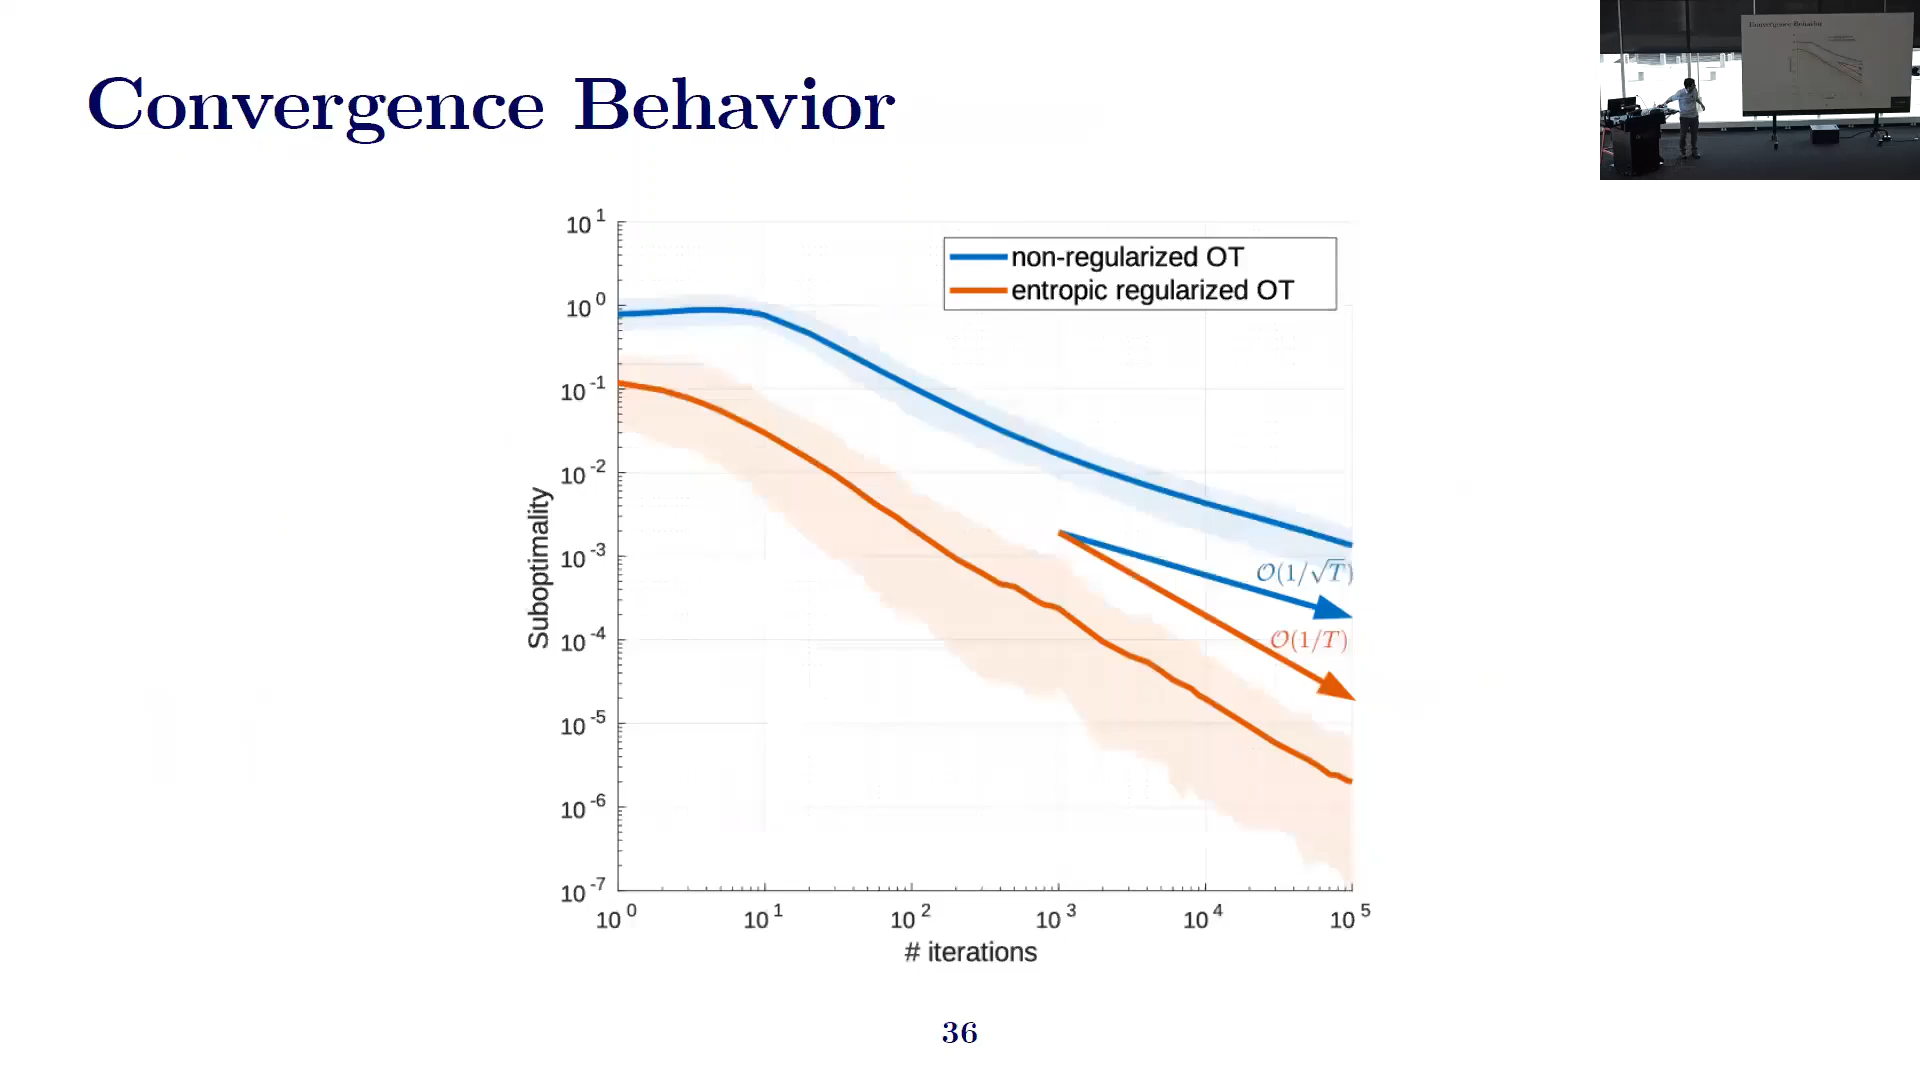 Convergence Behavior
Convergence Behavior
non-regularized OT
entropic regularized OT
10^1
10^0
10^-1
10^-2
10^-3
10^-4
10^-5
10^-6
10^-7
Suboptimality
𝒪(1/√T)
𝒪(1/T)
10^0 10^1 10^2 10^3 10^4 10^5
# iterations
36